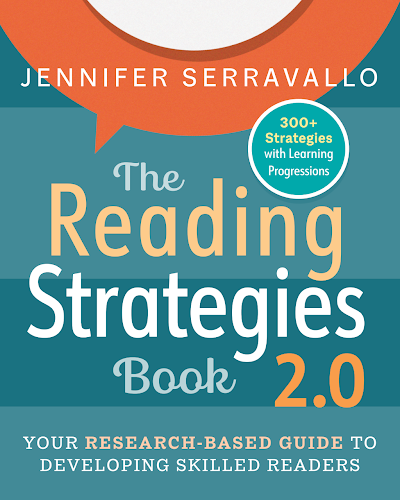 JENNIFER SERRAVALLO
300+
Strategies
with Learning
Progressions
The
Reading
Strategies
Book 2.0
YOUR RESEARCH-BASED GUIDE TO
DEVELOPING SKILLED READERS